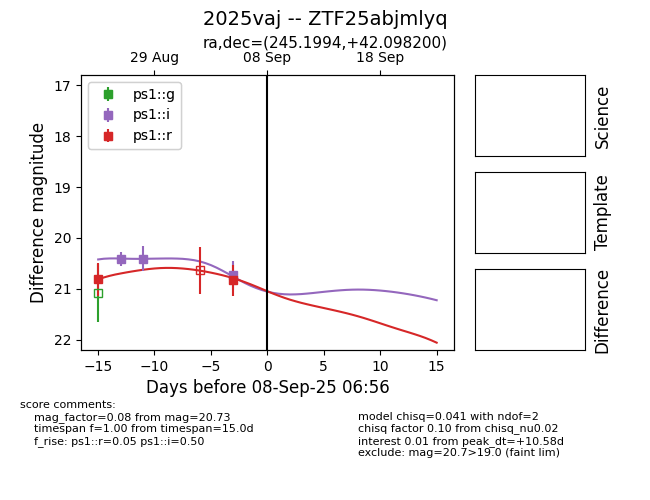 2025vaj -- ZTF25abjmlyq
ra,dec=(245.1994,+42.098200)
29 Aug
08 Sep
18 Sep
ps1::g
ps1::i
ps1::r
17
18
19
20
21
22
Difference magnitude
−15
−10
−5
0
5
10
15
Days before 08-Sep-25 06:56
Science
Template
Difference
score comments:
mag_factor=0.08 from mag=20.73
timespan f=1.00 from timespan=15.0d
f_rise: ps1::r=0.05 ps1::i=0.50
model chisq=0.041 with ndof=2
chisq factor 0.10 from chisq_nu0.02
interest 0.01 from peak_dt=+10.58d
exclude: mag=20.7>19.0 (faint lim)